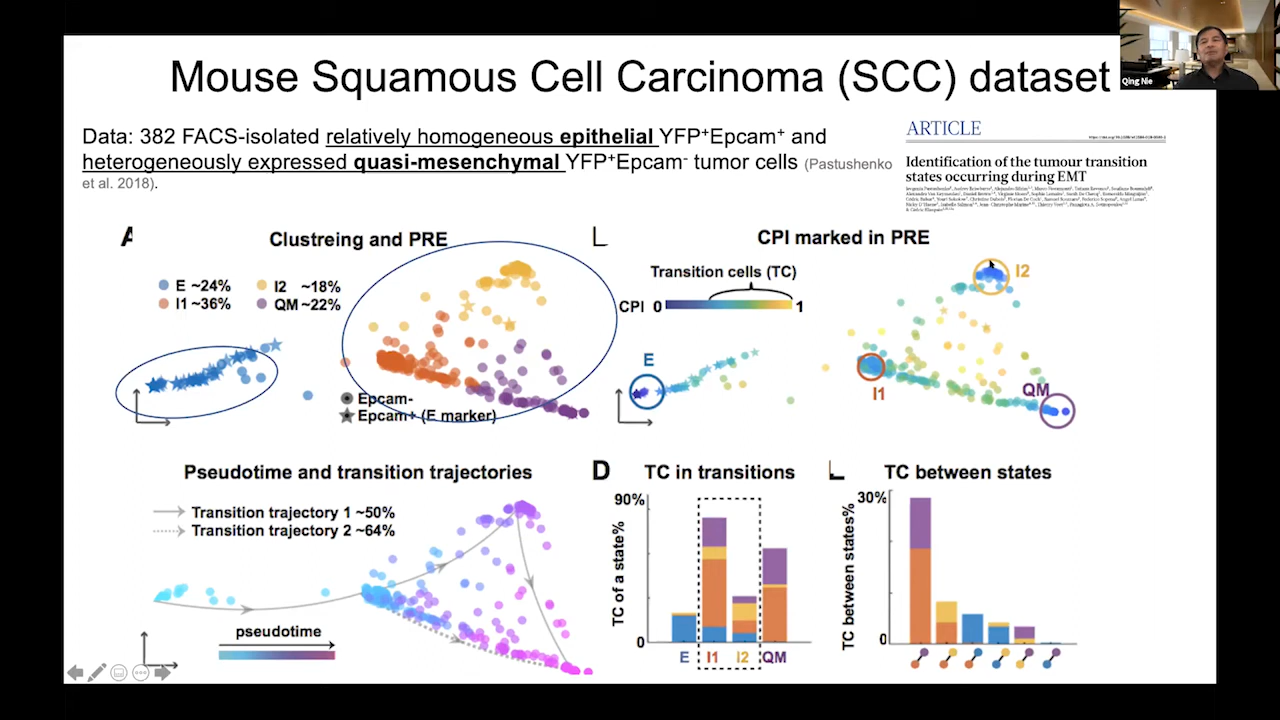 Mouse Squamous Cell Carcinoma (SCC) dataset
Qing Nie
Data: 382 FACS-isolated relatively homogeneous epithelial YFP+Epcam+ and
heterogeneously expressed quasi-mesenchymal YFP+Epcam- tumor cells (Pastushenko
et al. 2018).
ARTICLE
Identification of the tumour transition
states occurring during EMT
A
Clustreing and PRE
E ~24%
I2 ~18%
I1 ~36%
QM ~22%
Epcam-
Epcam+ (E marker)
CPI marked in PRE
Transition cells (TC)
CPI 0
1
E
I1
I2
QM
Pseudotime and transition trajectories
Transition trajectory 1 ~50%
Transition trajectory 2 ~64%
pseudotime
D
TC in transitions
90%
TC of a state%
0
E I1 I2 QM
TC between states
30%
TC between states%
0